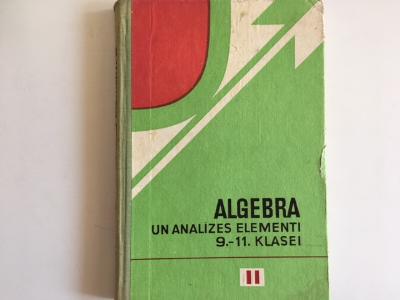 ALGEBRA
UN ANALĪZES ELEMENTI
9.-11. KLASEI
II